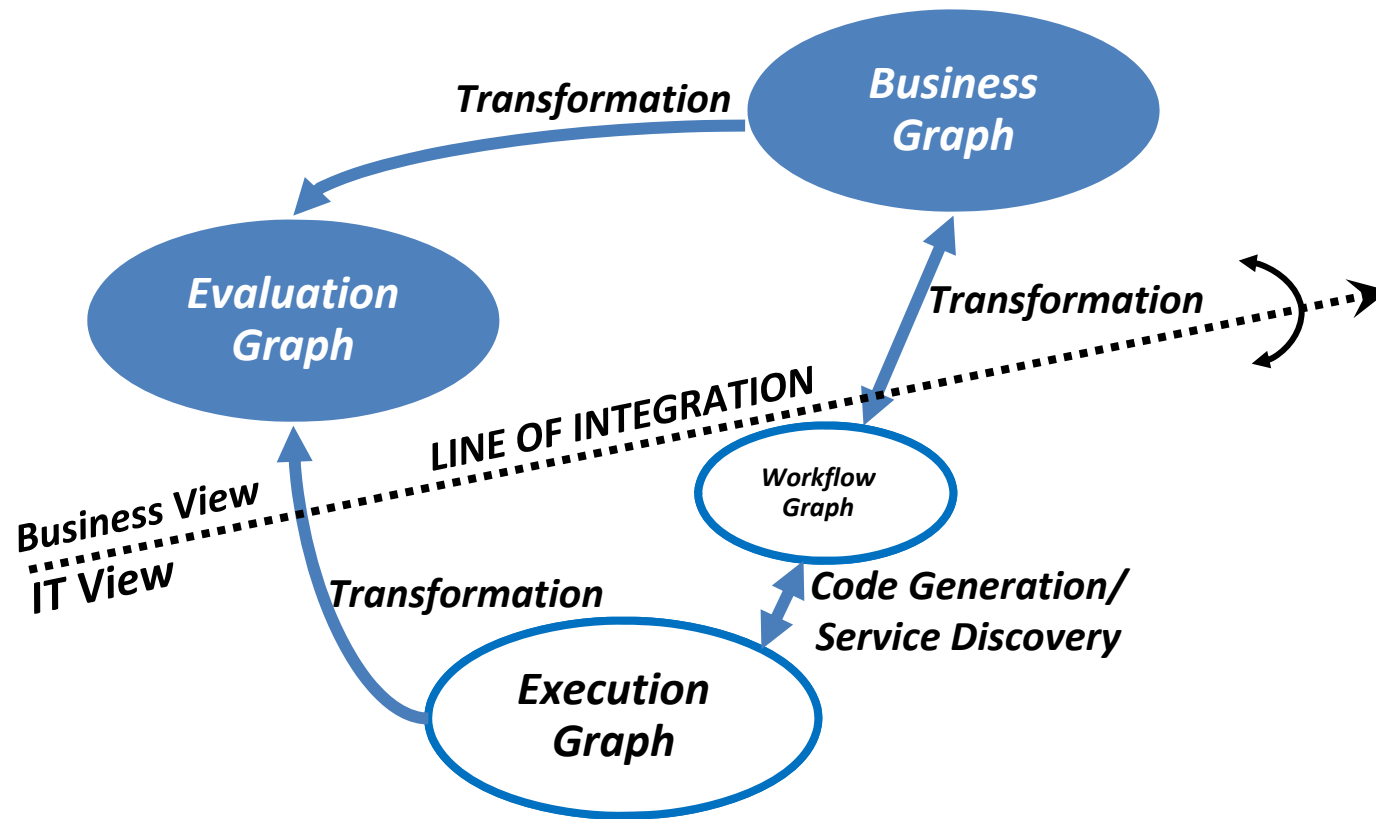 Business
Graph
Transformation
Evaluation
Graph
Transformation
LINE OF INTEGRATION
Workflow
Graph
Business View
IT View
Transformation
Code Generation/
Service Discovery
Execution
Graph